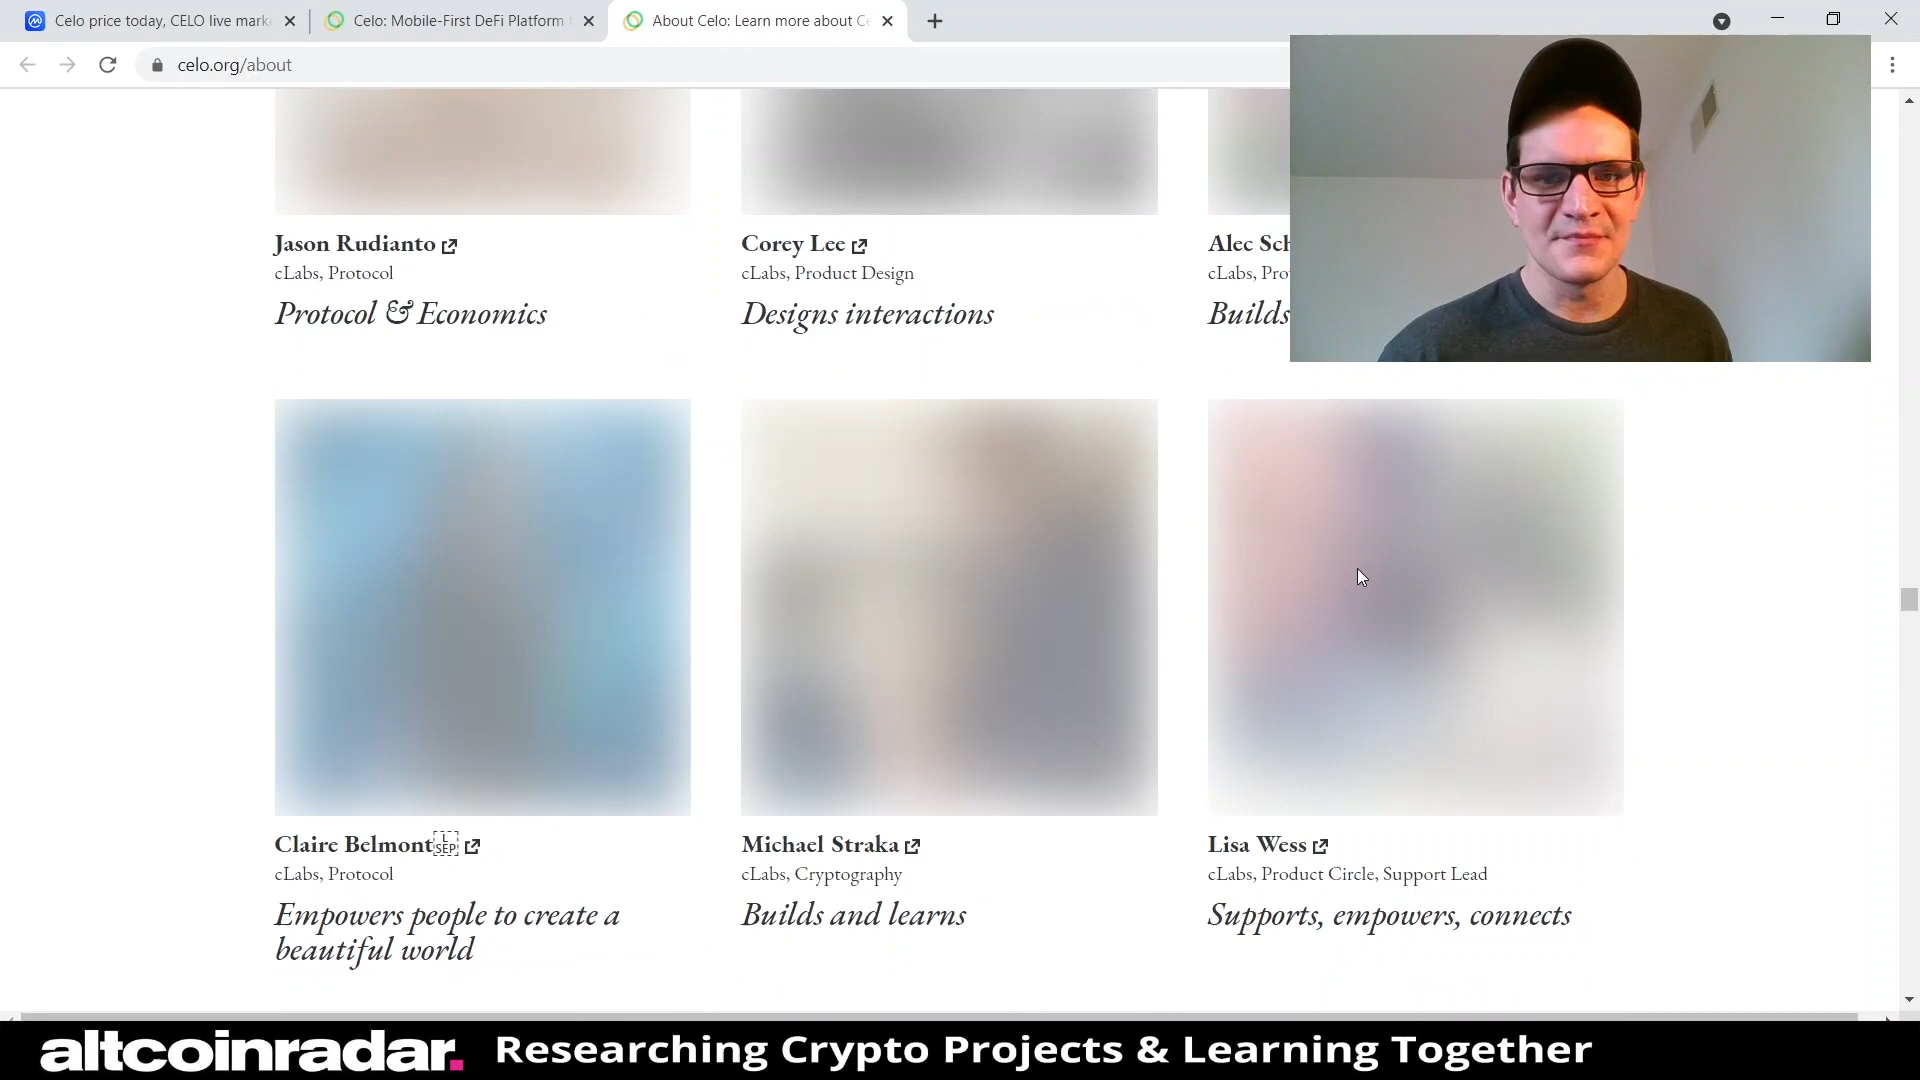 Celo price today, CELO live mark
Celo: Mobile-First DeFi Platform
About Celo: Learn more about Ce
celo.org/about
Jason Rudianto
cLabs, Protocol
Protocol & Economics
Corey Lee
cLabs, Product Design
Designs interactions
Alec Sch
cLabs, Pro
Builds
Claire Belmont
L SEP
cLabs, Protocol
Empowers people to create a
beautiful world
Michael Straka
cLabs, Cryptography
Builds and learns
Lisa Wess
cLabs, Product Circle, Support Lead
Supports, empowers, connects
altcoinradar. Researching Crypto Projects & Learning Together